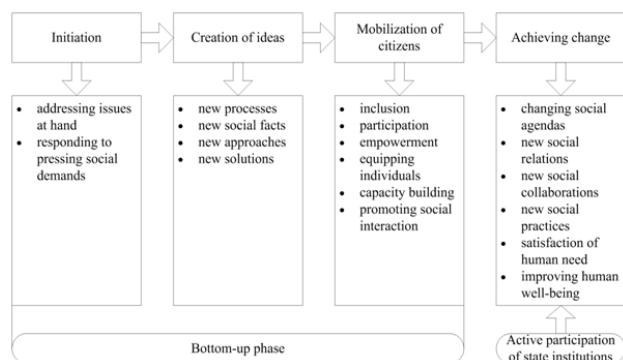 Initiation
Creation of ideas
Mobilization of
citizens
Achieving change
• addressing issues
at hand
• responding to
pressing social
demands
• new processes
• new social facts
• new approaches
• new solutions
• inclusion
• participation
• empowerment
• equipping
individuals
• capacity building
• promoting social
interaction
• changing social
agendas
• new social
relations
• new social
collaborations
• new social
practices
• satisfaction of
human need
• improving human
well-being
Bottom-up phase
Active participation
of state institutions